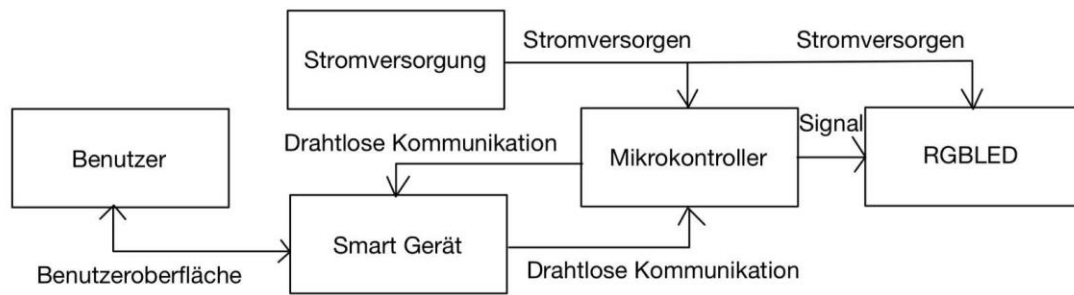 Stromversorgung
Stromversorgen
Stromversorgen
Benutzer
Drahtlose Kommunikation
Mikrokontroller
Signal
RGBLED
Smart Gerät
Benutzeroberfläche
Drahtlose Kommunikation